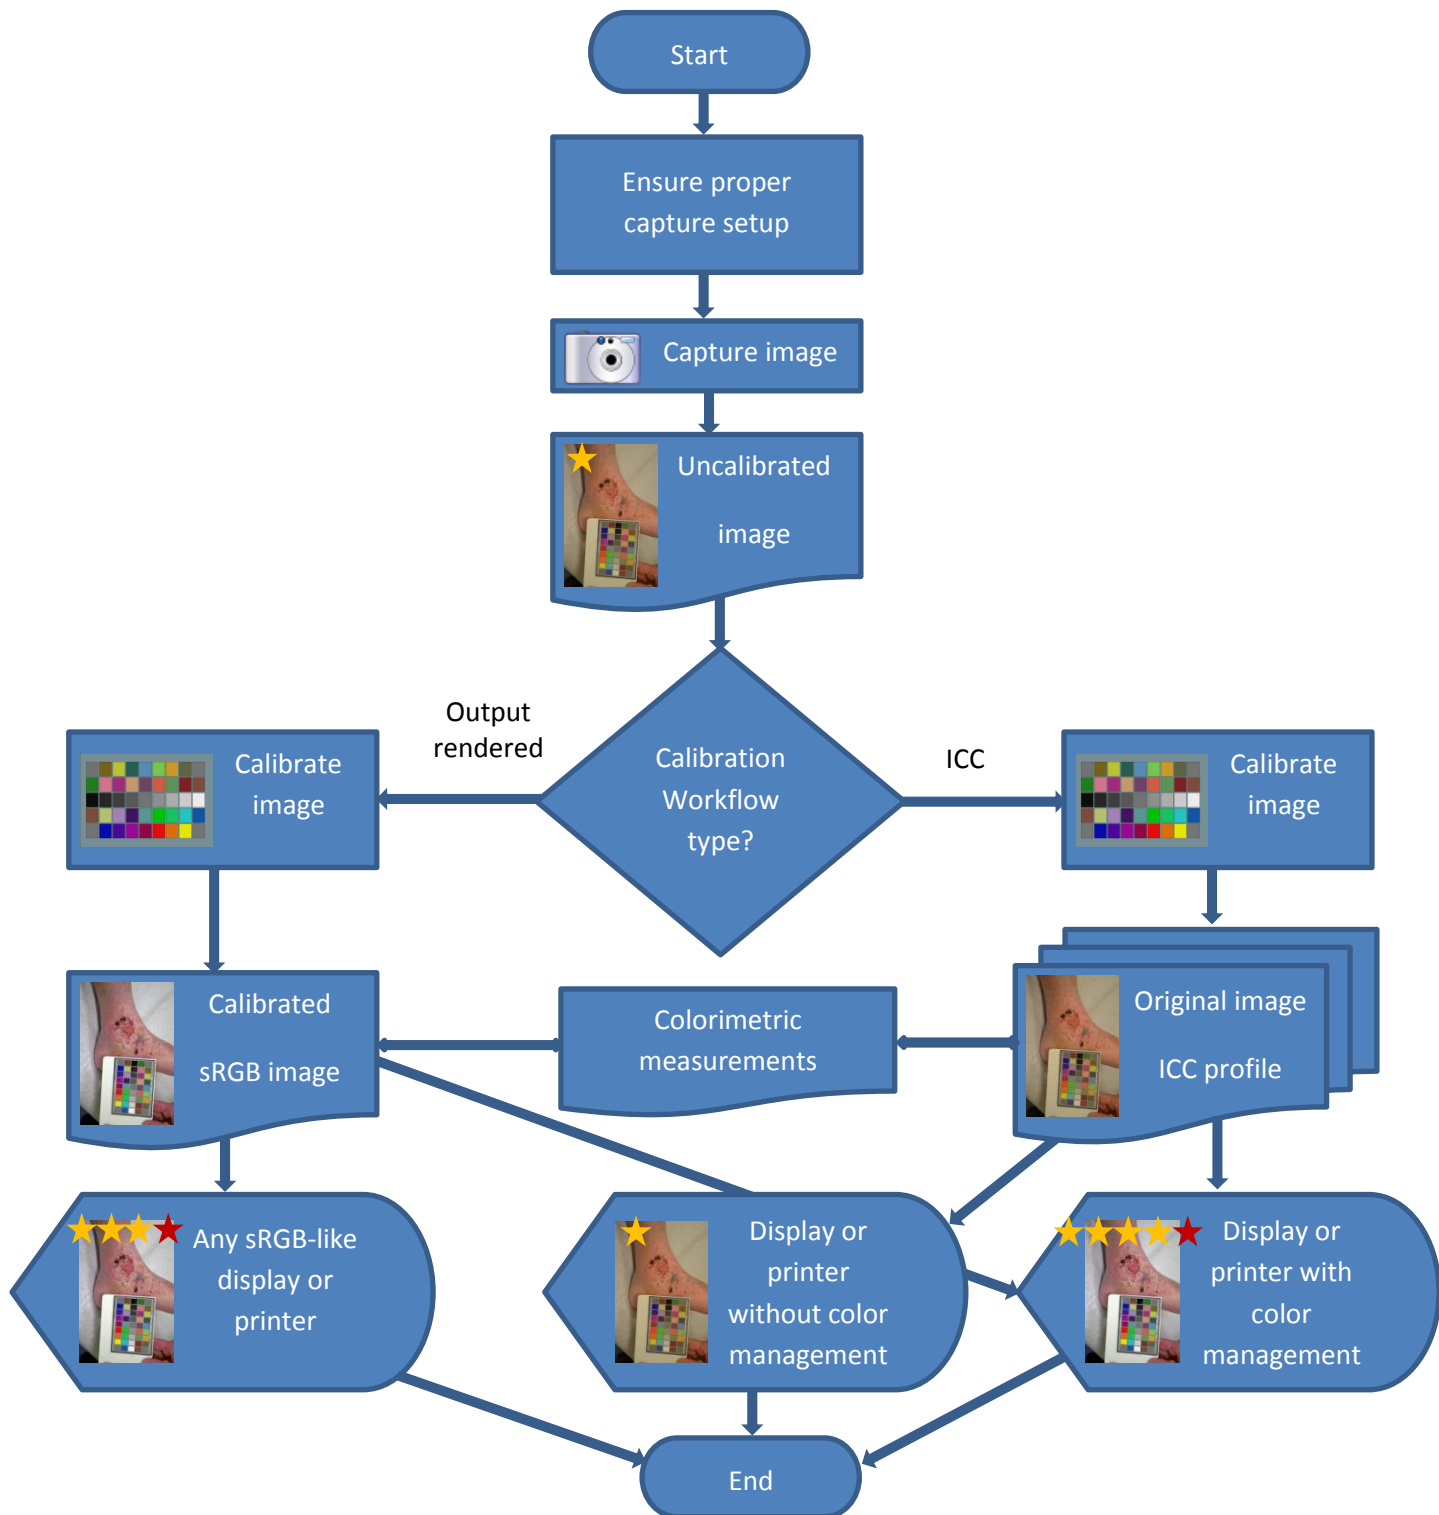 Start
Ensure proper
capture setup
Capture image
Uncalibrated
image
Output
rendered
Calibration
Workflow
type?
ICC
Calibrate
image
Calibrate
image
Calibrated
sRGB image
Colorimetric
measurements
Original image
ICC profile
Any sRGB-like
display or
printer
Display or
printer
without color
management
Display or
printer with
color
management
End